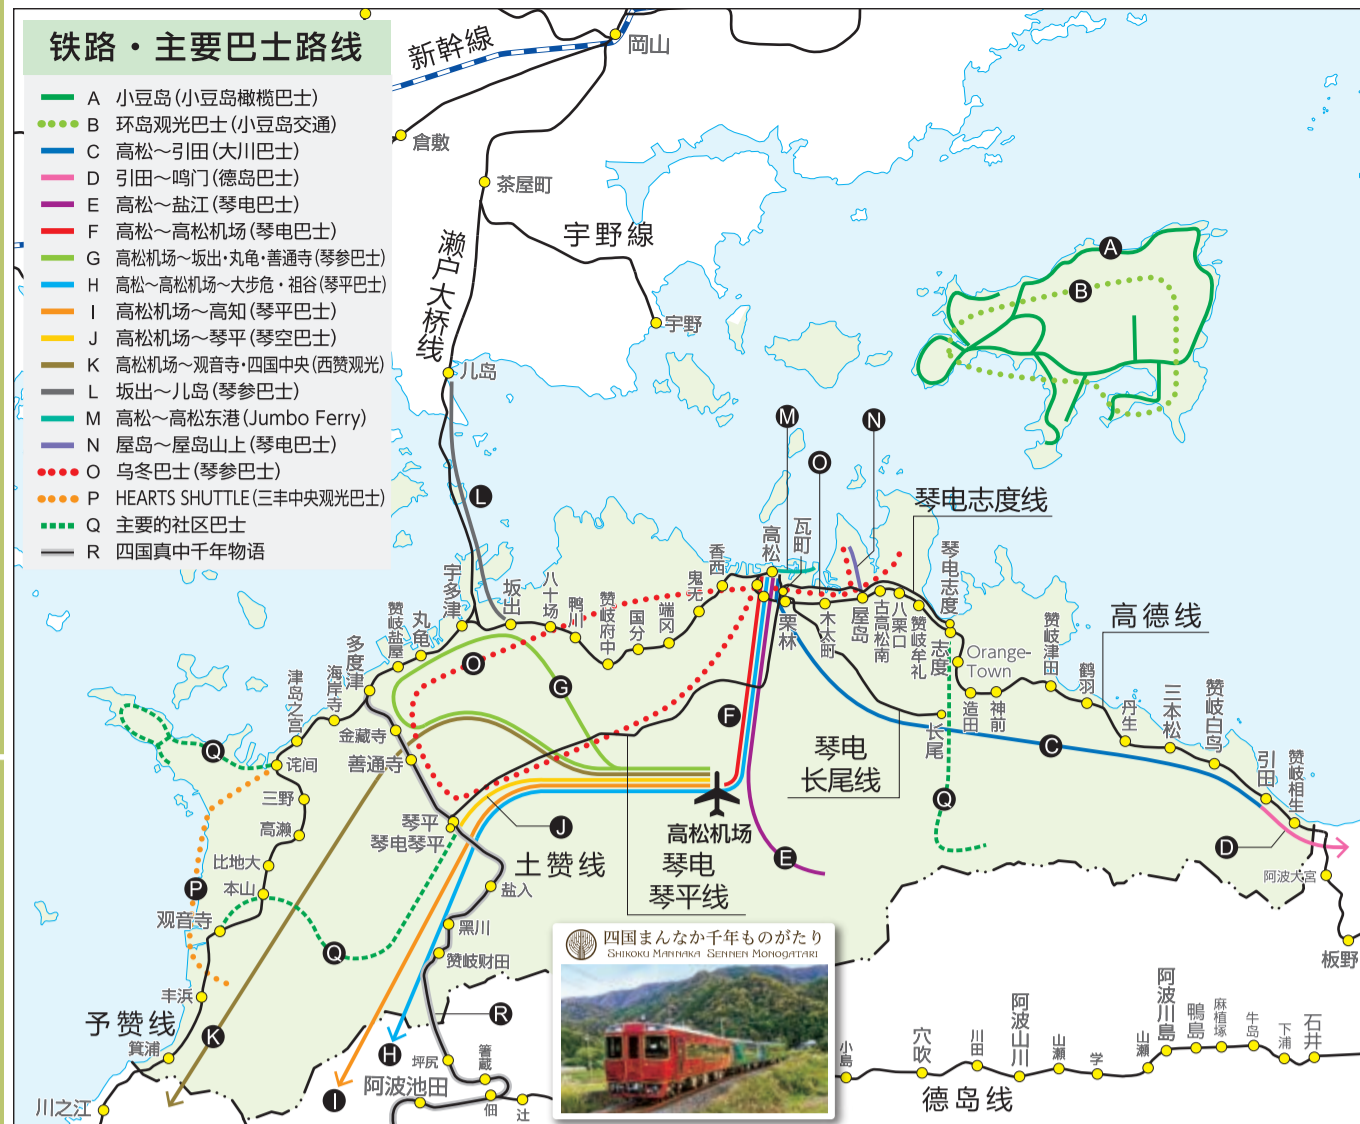 铁路・主要巴士路线
A 小豆岛(小豆岛橄榄巴士)
B 环岛观光巴士(小豆岛交通)
C 高松～引田(大川巴士)
D 引田～鸣门(德岛巴士)
E 高松～盐江(琴电巴士)
F 高松～高松机场(琴电巴士)
G 高松机场～坂出・丸龟・善通寺(琴参巴士)
H 高松～高松机场～大步危・祖谷(琴平巴士)
I 高松机场～高知(琴平巴士)
J 高松机场～琴平(琴空巴士)
K 高松机场～观音寺・四国中央(西赞观光)
L 坂出～儿岛(琴参巴士)
M 高松～高松东港(Jumbo Ferry)
N 屋岛～屋岛山上(琴电巴士)
O 乌冬巴士(琴参巴士)
P HEARTS SHUTTLE(三丰中央观光巴士)
Q 主要的社区巴士
R 四国真中千年物语
新幹線
岡山
倉敷
茶屋町
宇野線
濑户大桥线
宇野
儿岛
A
B
L
M
N
O
琴电志度线
高松
瓦町
香西
鬼无
端冈
国分
赞岐府中
鸭川
八十场
坂出
宇多津
丸龟
赞岐盐屋
多度津
海岸寺
津岛之宫
诧间
三野
高濑
比地大
本山
观音寺
丰浜
予赞线
箕浦
川之江
金藏寺
善通寺
琴平
琴电琴平
土赞线
盐入
黑川
赞岐财田
坪尻
箸蔵
阿波池田
佃
辻
栗林
木太町
屋岛
古高松南
八栗口
赞岐牟礼
志度
琴电志度
Orange-
Town
造田
神前
赞岐津田
鹤羽
高德线
丹生
三本松
赞岐白鸟
引田
赞岐相生
阿波大宮
板野
长尾
琴电
长尾线
高松机场
琴电
琴平线
O
G
F
J
E
C
D
Q
Q
Q
P
K
H
I
R
四国まんなか千年ものがたり
SHIKOKU MANNAKA SENNEN MONOGATARI
小島
穴吹
川田
阿波山川
山瀬
学
山瀬
阿波川島
鴨島
麻植塚
牛岛
下浦
石井
德岛线